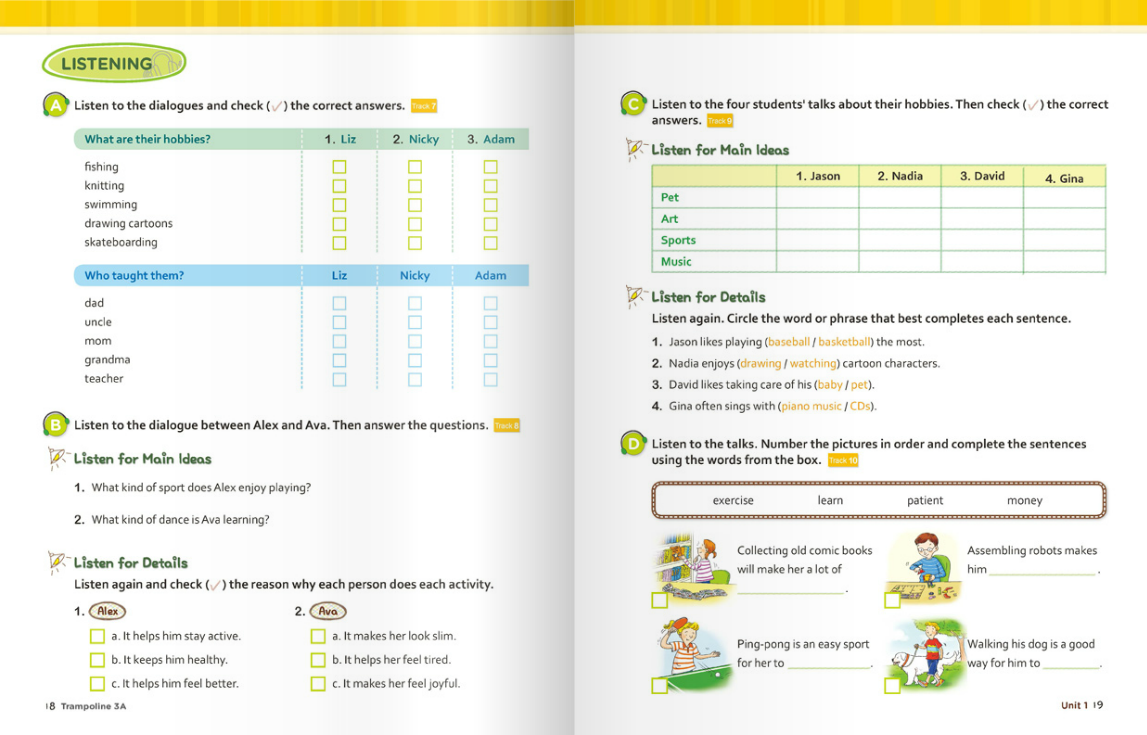 LISTENING
A Listen to the dialogues and check (✓) the correct answers. Track 7
What are their hobbies? 1. Liz 2. Nicky 3. Adam
fishing
knitting
swimming
drawing cartoons
skateboarding
Who taught them? Liz Nicky Adam
dad
uncle
mom
grandma
teacher
B Listen to the dialogue between Alex and Ava. Then answer the questions. Track 8
Listen for Main Ideas
1. What kind of sport does Alex enjoy playing?
2. What kind of dance is Ava learning?
Listen for Details
Listen again and check (✓) the reason why each person does each activity.
1. Alex 2. Ava
a. It helps him stay active. a. It makes her look slim.
b. It keeps him healthy. b. It helps her feel tired.
c. It helps him feel better. c. It makes her feel joyful.
18 Trampoline 3A
C Listen to the four students' talks about their hobbies. Then check (✓) the correct
answers. Track 9
Listen for Main Ideas
1. Jason 2. Nadia 3. David 4. Gina
Pet
Art
Sports
Music
Listen for Details
Listen again. Circle the word or phrase that best completes each sentence.
1. Jason likes playing (baseball / basketball) the most.
2. Nadia enjoys (drawing / watching) cartoon characters.
3. David likes taking care of his (baby / pet).
4. Gina often sings with (piano music / CDs).
D Listen to the talks. Number the pictures in order and complete the sentences
using the words from the box. Track 10
exercise learn patient money
Collecting old comic books Assembling robots makes
will make her a lot of him ____________.
____________.
Ping-pong is an easy sport Walking his dog is a good
for her to ____________. way for him to ____________.
Unit 1 19